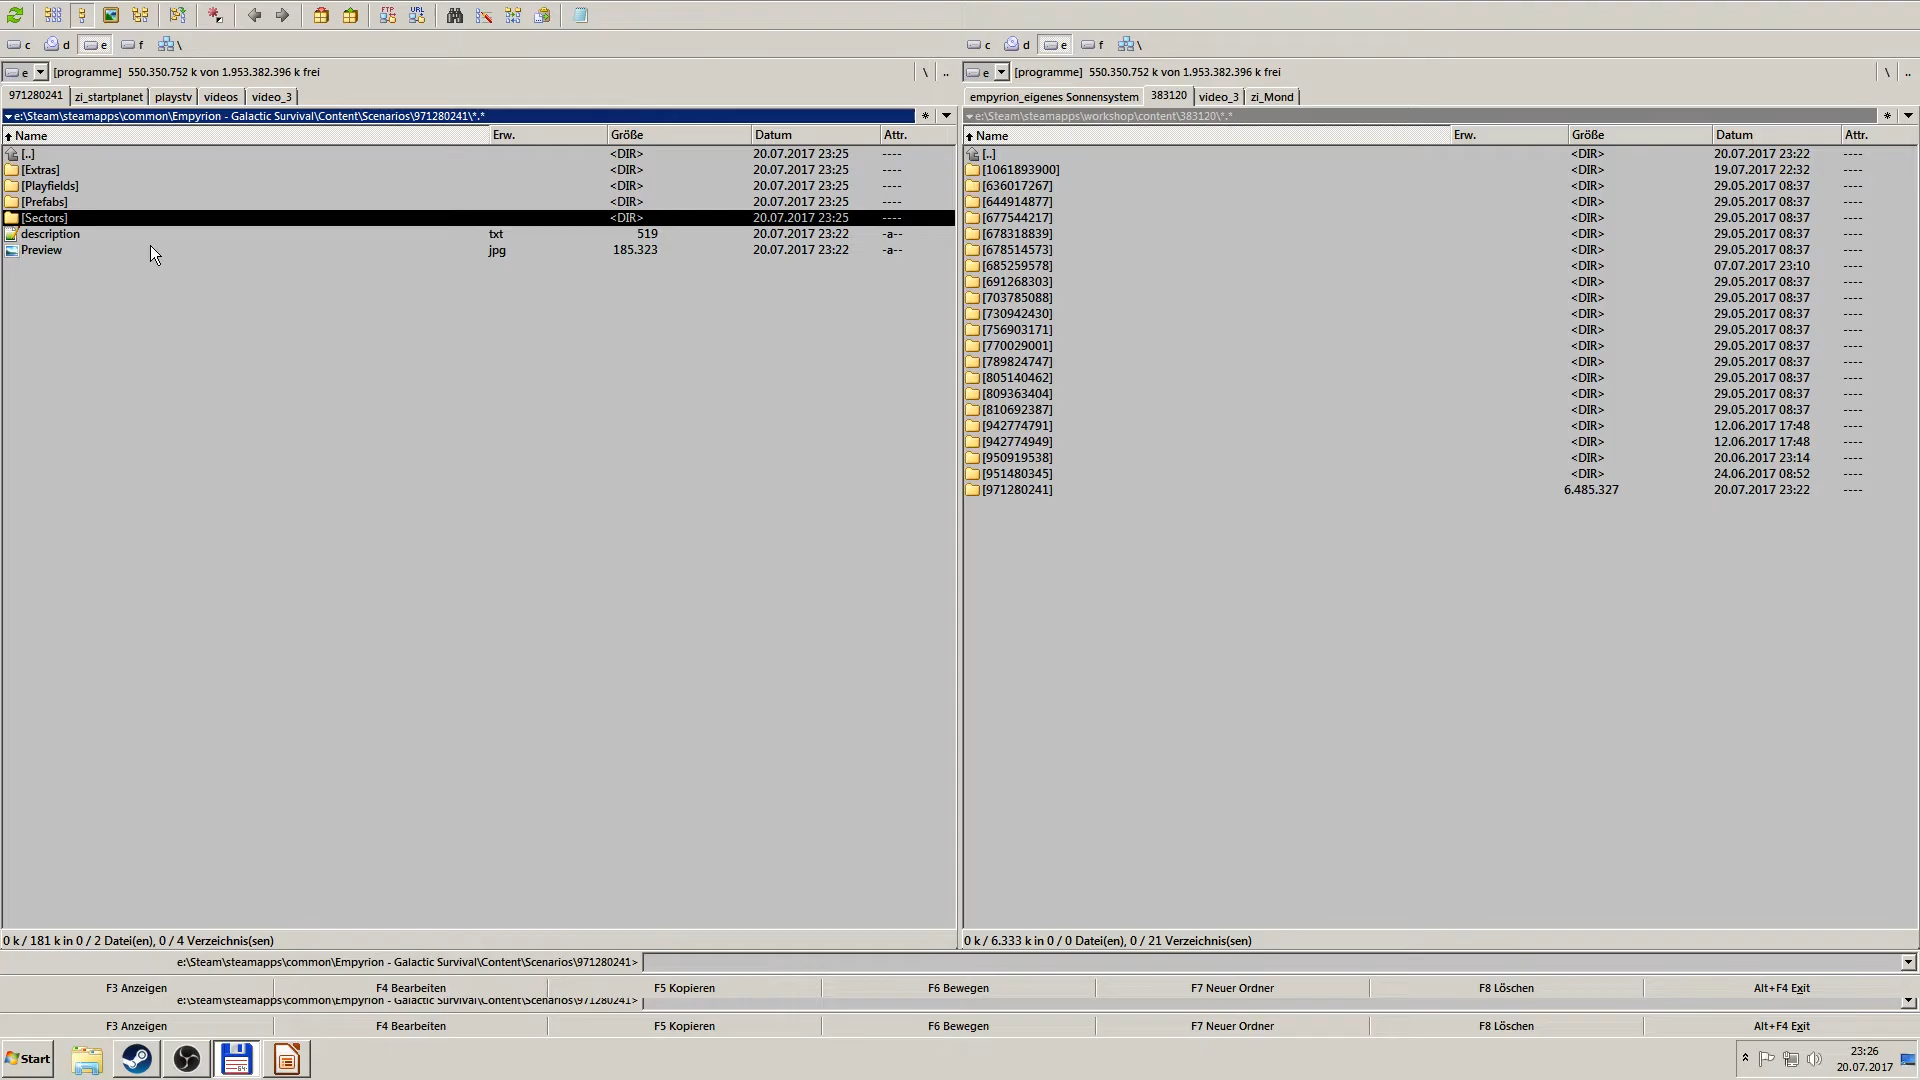 c d e f \
e [programme] 550.350.752 k von 1.953.382.396 k frei \ ..
971280241 zi_startplanet playstv videos video_3
e:\Steam\steamapps\common\Empyrion - Galactic Survival\Content\Scenarios\971280241\*.* *
Name Erw. Größe Datum Attr.
[..] <DIR> 20.07.2017 23:25 ----
[Extras] <DIR> 20.07.2017 23:25 ----
[Playfields] <DIR> 20.07.2017 23:25 ----
[Prefabs] <DIR> 20.07.2017 23:25 ----
[Sectors] <DIR> 20.07.2017 23:25 ----
description txt 519 20.07.2017 23:22 -a--
Preview jpg 185.323 20.07.2017 23:22 -a--
0 k / 181 k in 0 / 2 Datei(en), 0 / 4 Verzeichnis(sen)
c d e f \
e [programme] 550.350.752 k von 1.953.382.396 k frei \ ..
empyrion_eigenes Sonnensystem 383120 video_3 zi_Mond
e:\Steam\steamapps\workshop\content\383120\*.* *
Name Erw. Größe Datum Attr.
[..] <DIR> 20.07.2017 23:22 ----
[1061893900] <DIR> 19.07.2017 22:32 ----
[636017267] <DIR> 29.05.2017 08:37 ----
[644914877] <DIR> 29.05.2017 08:37 ----
[677544217] <DIR> 29.05.2017 08:37 ----
[678318839] <DIR> 29.05.2017 08:37 ----
[678514573] <DIR> 29.05.2017 08:37 ----
[685259578] <DIR> 07.07.2017 23:10 ----
[691268303] <DIR> 29.05.2017 08:37 ----
[703785088] <DIR> 29.05.2017 08:37 ----
[730942430] <DIR> 29.05.2017 08:37 ----
[756903171] <DIR> 29.05.2017 08:37 ----
[770029001] <DIR> 29.05.2017 08:37 ----
[789824747] <DIR> 29.05.2017 08:37 ----
[805140462] <DIR> 29.05.2017 08:37 ----
[809363404] <DIR> 29.05.2017 08:37 ----
[810692387] <DIR> 29.05.2017 08:37 ----
[942774791] <DIR> 12.06.2017 17:48 ----
[942774949] <DIR> 12.06.2017 17:48 ----
[950919538] <DIR> 20.06.2017 23:14 ----
[951480345] <DIR> 24.06.2017 08:52 ----
[971280241] 6.485.327 20.07.2017 23:22 ----
0 k / 6.333 k in 0 / 0 Datei(en), 0 / 21 Verzeichnis(sen)
e:\Steam\steamapps\common\Empyrion - Galactic Survival\Content\Scenarios\971280241>
F3 Anzeigen F4 Bearbeiten F5 Kopieren F6 Bewegen F7 Neuer Ordner F8 Löschen Alt+F4 Exit
e:\Steam\steamapps\common\Empyrion - Galactic Survival\Content\Scenarios\971280241>
F3 Anzeigen F4 Bearbeiten F5 Kopieren F6 Bewegen F7 Neuer Ordner F8 Löschen Alt+F4 Exit
Start 23:26
20.07.2017